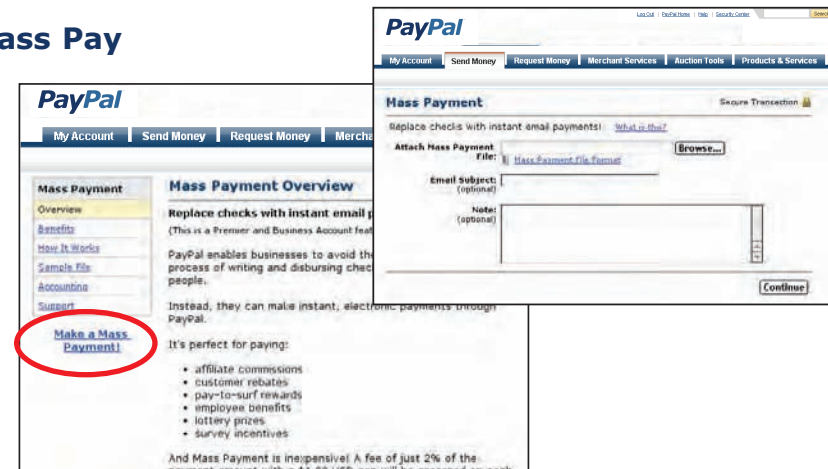 ass Pay
PayPal
Log Out | PayPal Home | Help | Security Center
Search
My Account Send Money Request Money Merchant Services Auction Tools Products & Services
Mass Payment
Secure Transaction
Replace checks with instant email payments! What is this?
Attach Mass Payment File:
Browse...
Mass Payment File Format
Email Subject:
(optional)
Note:
(optional)
Continue
PayPal
My Account Send Money Request Money Mercha
Mass Payment
Overview
Benefits
How It Works
Sample File
Accounting
Support
Make a Mass
Payment!
Mass Payment Overview
Replace checks with instant email p
(This is a Premier and Business Account feat
PayPal enables businesses to avoid the
process of writing and disbursing chec
people.
Instead, they can make instant, electronic payments through
PayPal.
It's perfect for paying:
• affiliate commissions
• customer rebates
• pay-to-surf rewards
• employee benefits
• lottery prizes
• survey incentives
And Mass Payment is inexpensive! A fee of just 2% of the